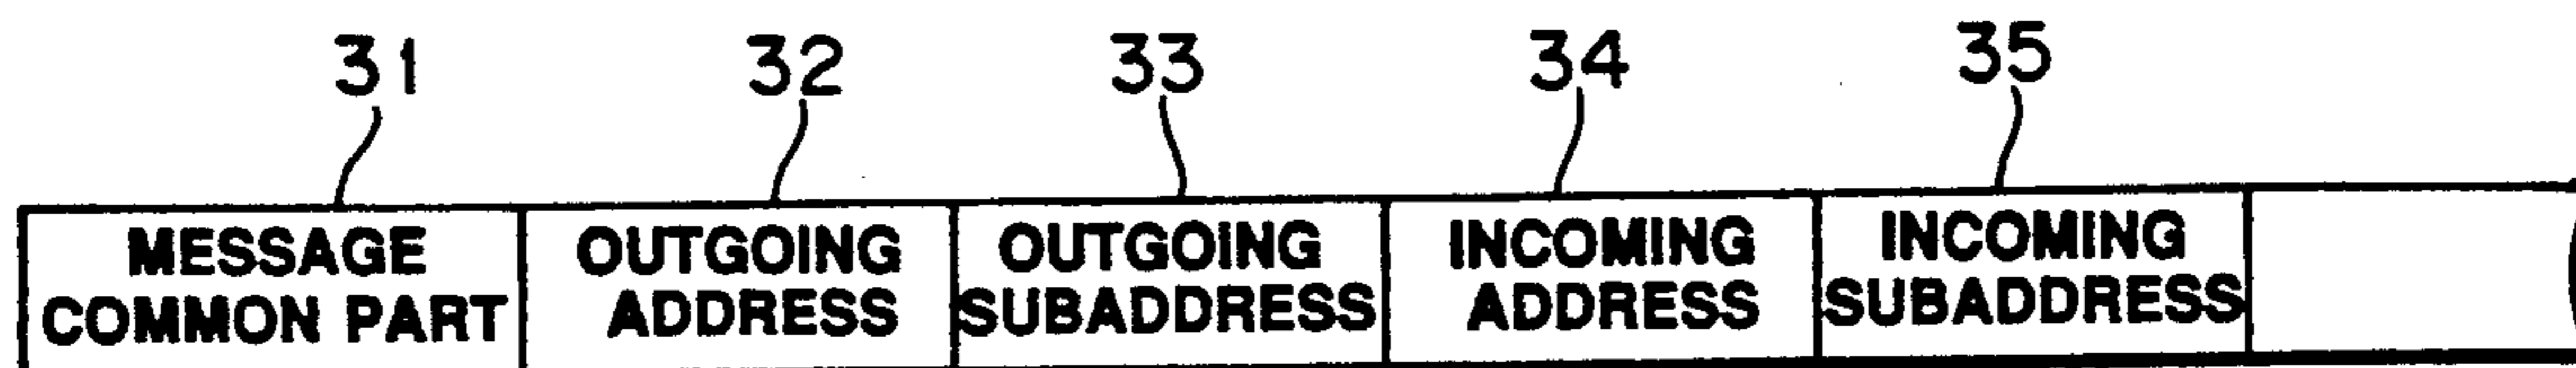 31 32 33 34 35
MESSAGE OUTGOING OUTGOING INCOMING INCOMING
COMMON PART ADDRESS SUBADDRESS ADDRESS SUBADDRESS